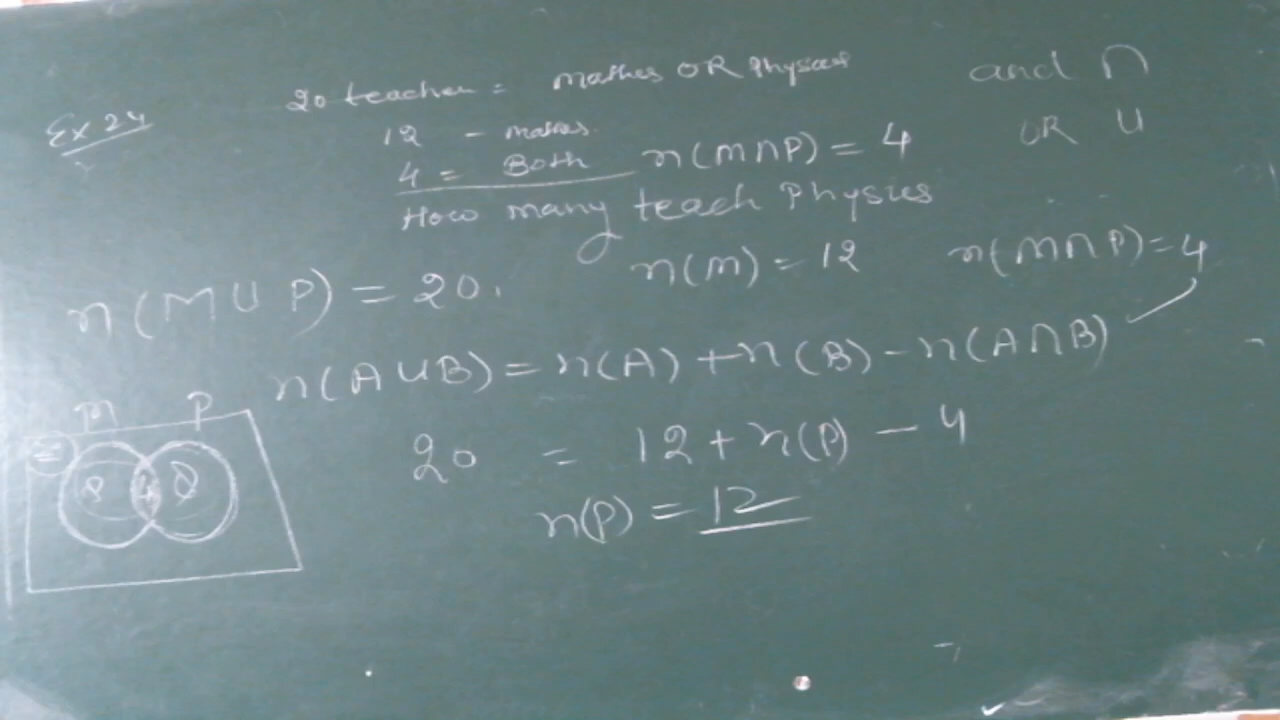 Ex 24
20 teacher = mathes OR Physics
and ∩
12 - mathes.
OR U
4 = Both n(M∩P) = 4
How many teach Physics
n(M∪P) = 20.
n(M) = 12
n(M∩P) = 4
n(A∪B) = n(A) + n(B) - n(A∩B)
M P
20 = 12 + n(P) - 4
8 4 8
n(P) = 12